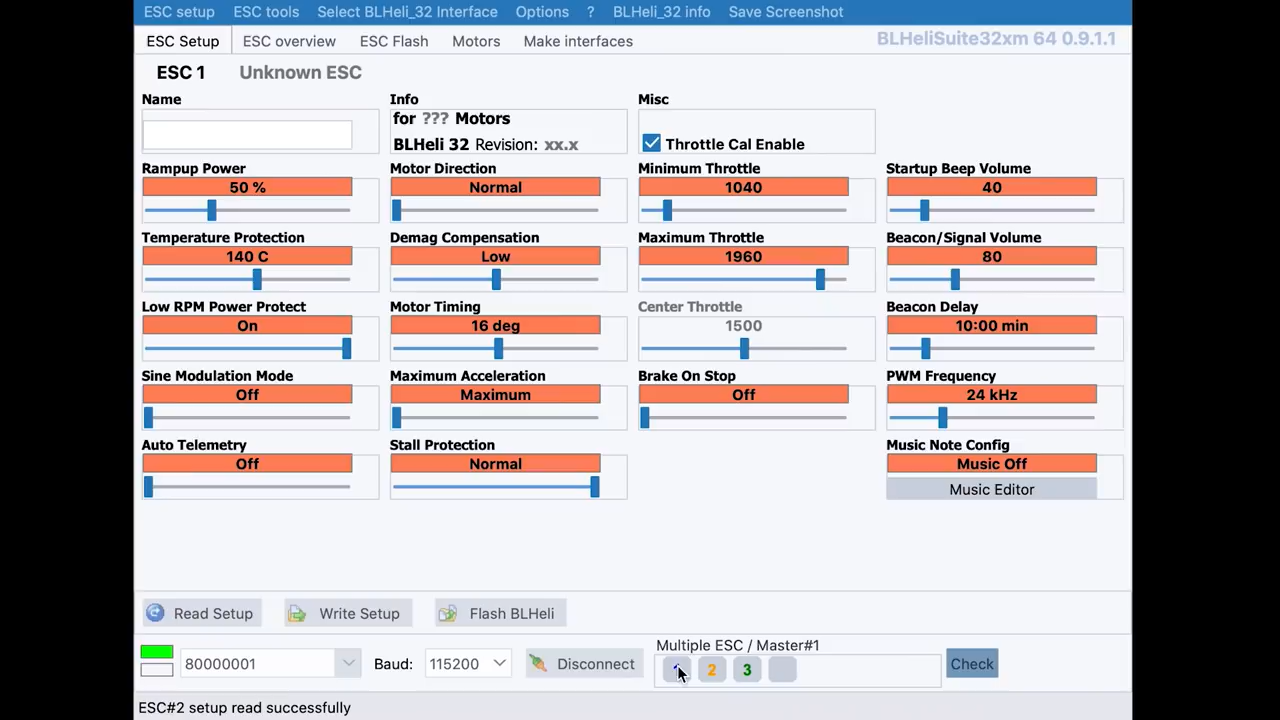 ESC setup ESC tools Select BLHeli_32 Interface Options ? BLHeli_32 info Save Screenshot
ESC Setup ESC overview ESC Flash Motors Make interfaces BLHeliSuite32xm 64 0.9.1.1
ESC 1 Unknown ESC
Name Info Misc
for ??? Motors
BLHeli 32 Revision: xx.x Throttle Cal Enable
Rampup Power Motor Direction Minimum Throttle Startup Beep Volume
50 % Normal 1040 40
Temperature Protection Demag Compensation Maximum Throttle Beacon/Signal Volume
140 C Low 1960 80
Low RPM Power Protect Motor Timing Center Throttle Beacon Delay
On 16 deg 1500 10:00 min
Sine Modulation Mode Maximum Acceleration Brake On Stop PWM Frequency
Off Maximum Off 24 kHz
Auto Telemetry Stall Protection Music Note Config
Off Normal Music Off
Music Editor
Read Setup Write Setup Flash BLHeli
Multiple ESC / Master#1
80000001 Baud: 115200 Disconnect 2 3 Check
ESC#2 setup read successfully